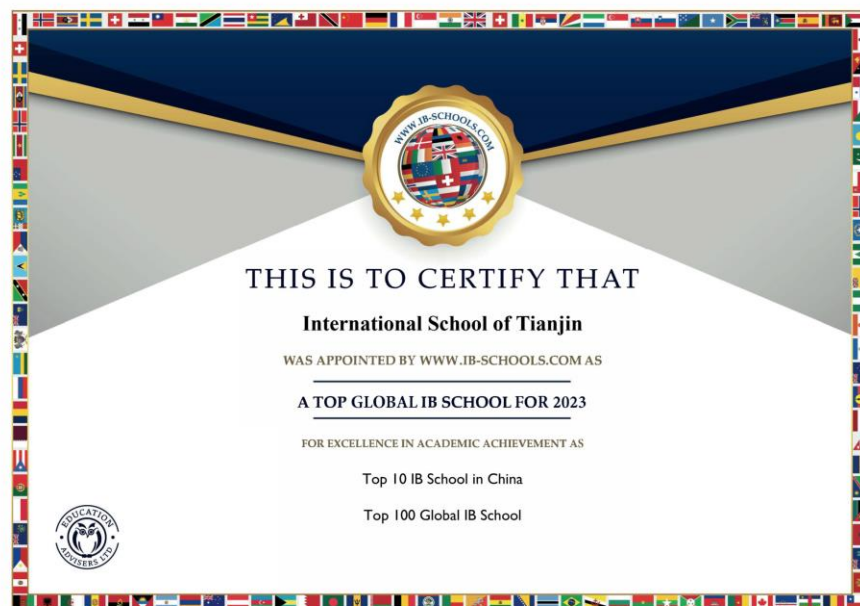 WWW.IB-SCHOOLS.COM
THIS IS TO CERTIFY THAT
International School of Tianjin
WAS APPOINTED BY WWW.IB-SCHOOLS.COM AS
A TOP GLOBAL IB SCHOOL FOR 2023
FOR EXCELLENCE IN ACADEMIC ACHIEVEMENT AS
Top 10 IB School in China
Top 100 Global IB School
EDUCATION
ADVISERS LTD